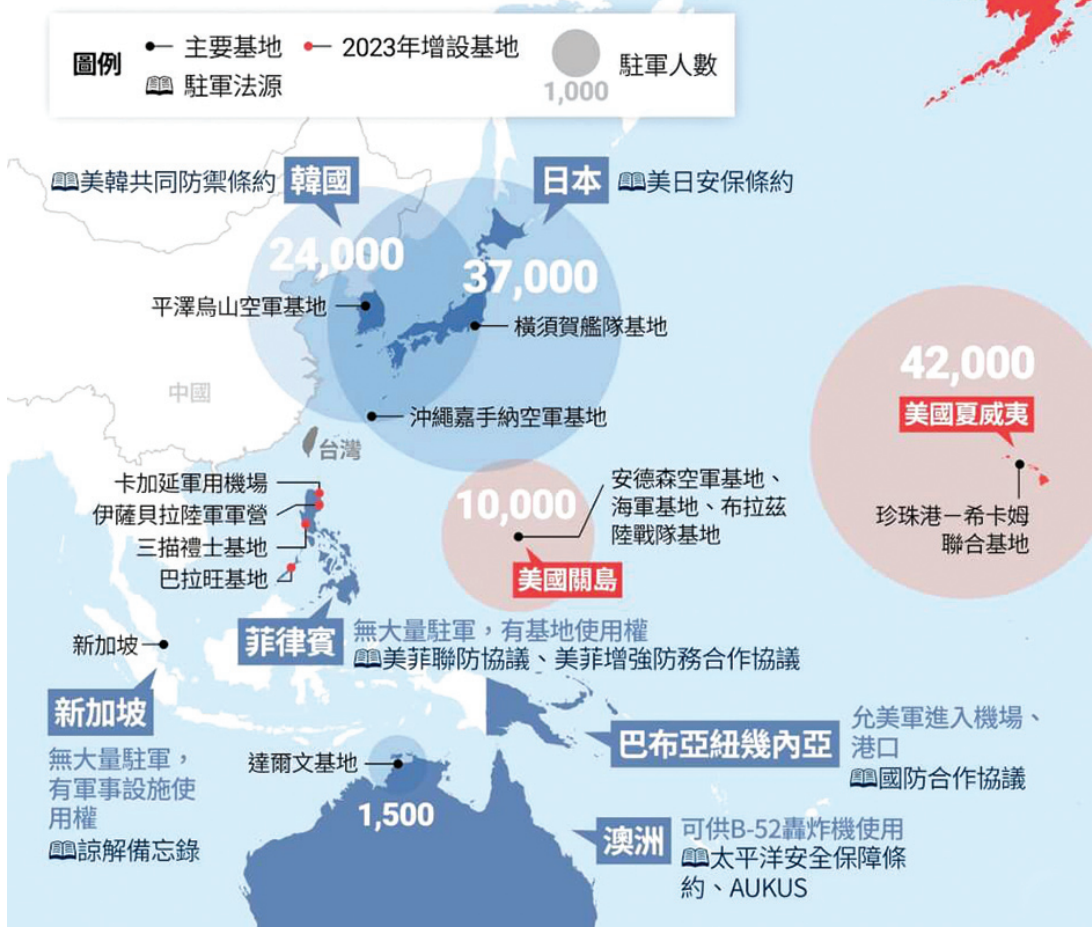 圖例
主要基地
2023年增設基地
駐軍法源
1,000
駐軍人數
美韓共同防禦條約
韓國
日本
美日安保條約
24,000
37,000
平澤烏山空軍基地
橫須賀艦隊基地
沖繩嘉手納空軍基地
中國
台灣
42,000
美國夏威夷
珍珠港－希卡姆
聯合基地
10,000
安德森空軍基地、
海軍基地、布拉茲
陸戰隊基地
美國關島
卡加延軍用機場
伊薩貝拉陸軍軍營
三描禮士基地
巴拉旺基地
菲律賓
無大量駐軍，有基地使用權
美菲聯防協議、美菲增強防務合作協議
新加坡
新加坡
無大量駐軍，
有軍事設施使
用權
諒解備忘錄
達爾文基地
1,500
巴布亞紐幾內亞
允美軍進入機場、
港口
國防合作協議
澳洲
可供B-52轟炸機使用
太平洋安全保障條
約、AUKUS